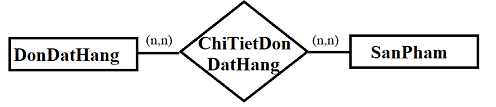 DonDatHang
(n,n)
ChiTietDon
DatHang
(n,n)
SanPham